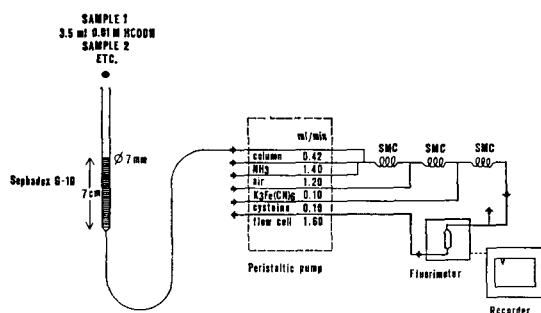 SAMPLE 1
3.5 ml 0.01 M HCOOH
SAMPLE 2
ETC.
Ø 7mm
Sephadex G-10
7cm
ml/min
column 0.42
NH3 1.40
air 1.20
K3Fe(CN)6 0.10
cysteine 0.10
flow cell 1.60
Peristaltic pump
SMC
SMC
SMC
Fluorimeter
Recorder